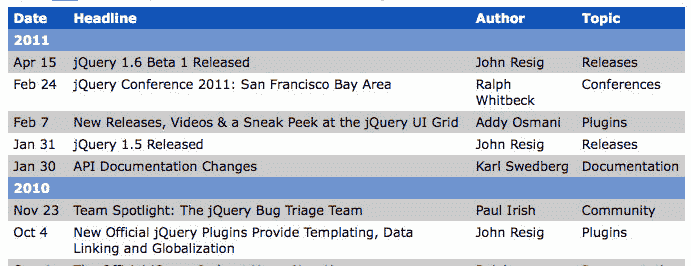 Date Headline Author Topic
2011
Apr 15 jQuery 1.6 Beta 1 Released John Resig Releases
Feb 24 jQuery Conference 2011: San Francisco Bay Area Ralph Conferences
Whitbeck
Feb 7 New Releases, Videos & a Sneak Peek at the jQuery UI Grid Addy Osmani Plugins
Jan 31 jQuery 1.5 Released John Resig Releases
Jan 30 API Documentation Changes Karl Swedberg Documentation
2010
Nov 23 Team Spotlight: The jQuery Bug Triage Team Paul Irish Community
Oct 4 New Official jQuery Plugins Provide Templating, Data John Resig Plugins
Linking and Globalization